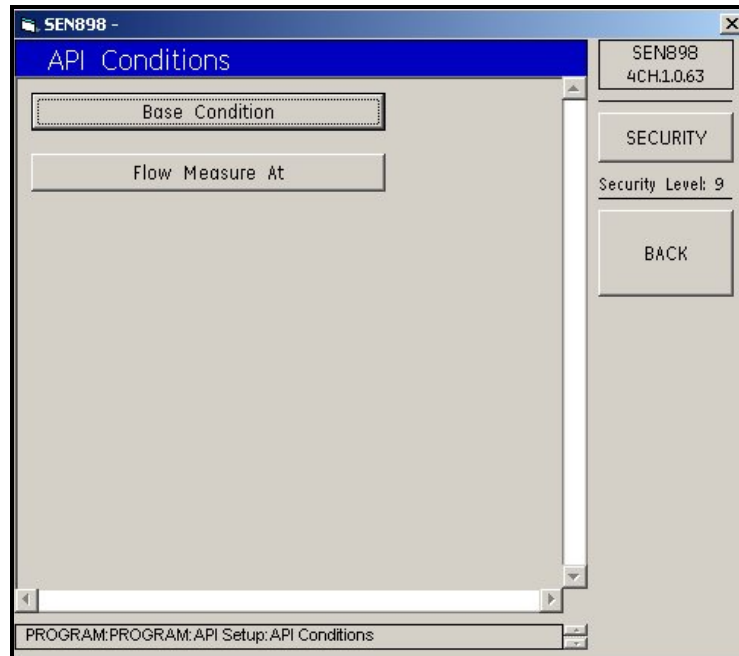 SEN898 -
API Conditions
Base Condition
Flow Measure At
SEN898
4CH.1.0.63
SECURITY
Security Level: 9
BACK
PROGRAM:PROGRAM:API Setup:API Conditions